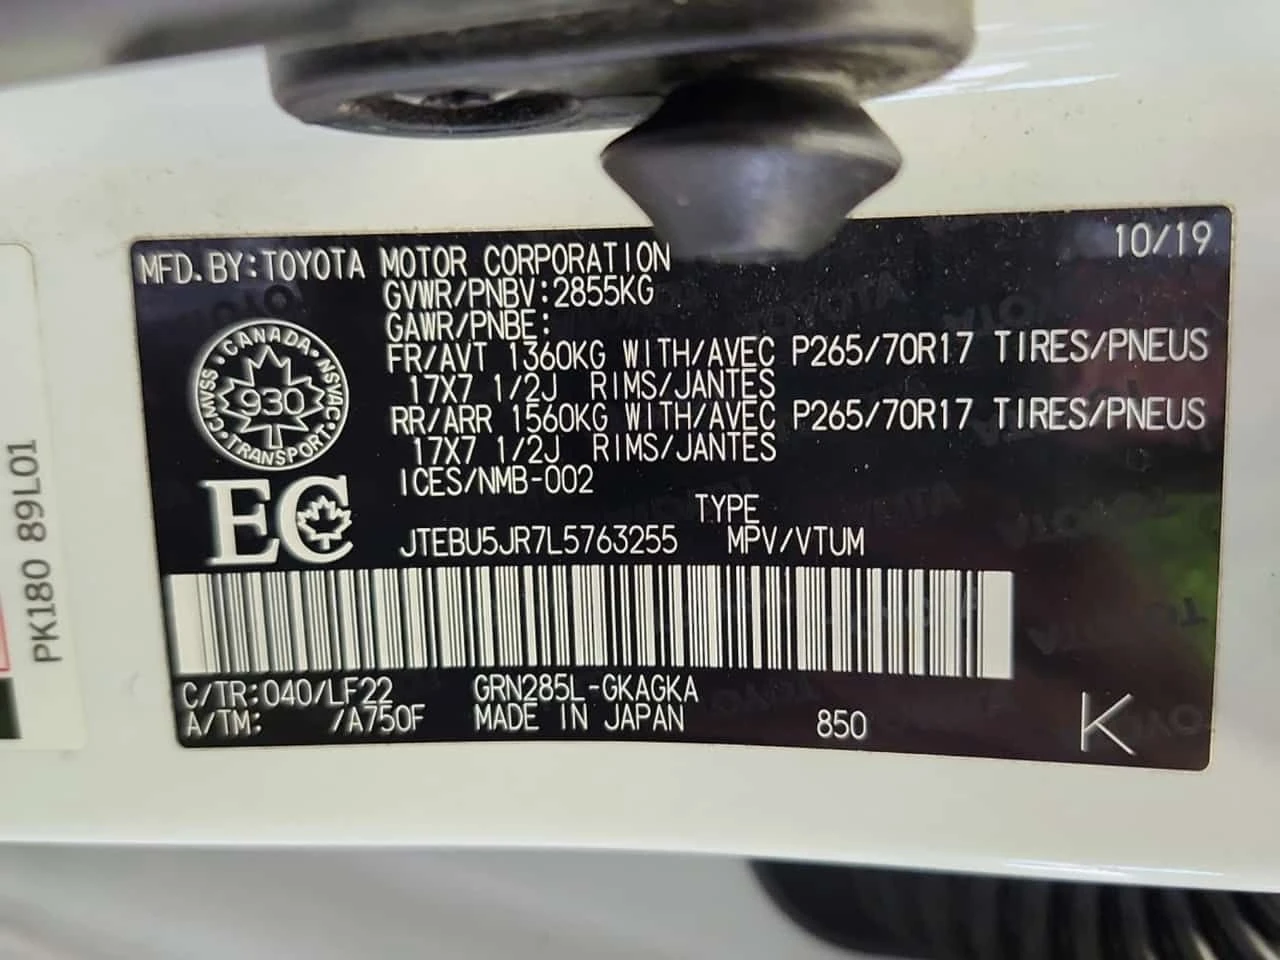 MFD. BY: TOYOTA MOTOR CORPORATION 10/19
GVWR/PNBV: 2855KG
GAWR/PNBE:
FR/AVT 1360KG WITH/AVEC P265/70R17 TIRES/PNEUS
17X7 1/2J RIMS/JANTES
RR/ARR 1560KG WITH/AVEC P265/70R17 TIRES/PNEUS
17X7 1/2J RIMS/JANTES
ICES/NMB-002
CANADA • NSVAC • TRANSPORT • CMVSS •
930
EC
TYPE
JTEBU5JR7L5763255 MPV/VTUM
C/TR: 040/LF22 GRN285L-GKAGKA
A/TM: /A750F MADE IN JAPAN 850 K
PK180 89L01